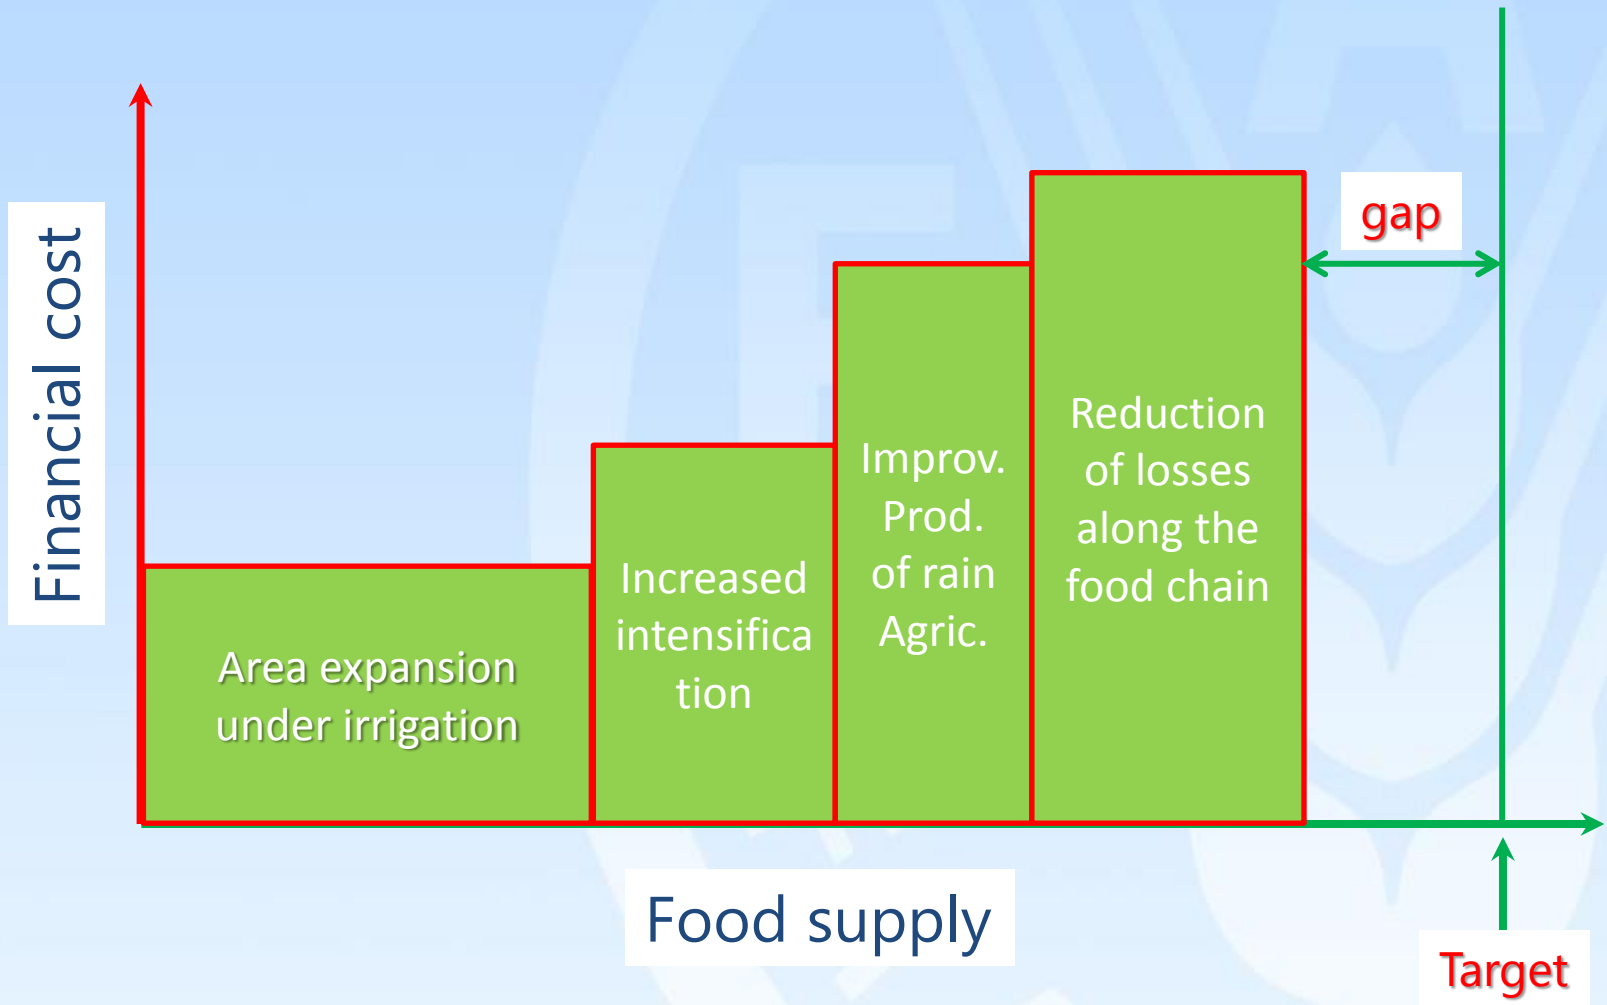 Financial cost
Area expansion
under irrigation
Increased
intensifica
tion
Improv.
Prod.
of rain
Agric.
Reduction
of losses
along the
food chain
gap
Food supply
Target